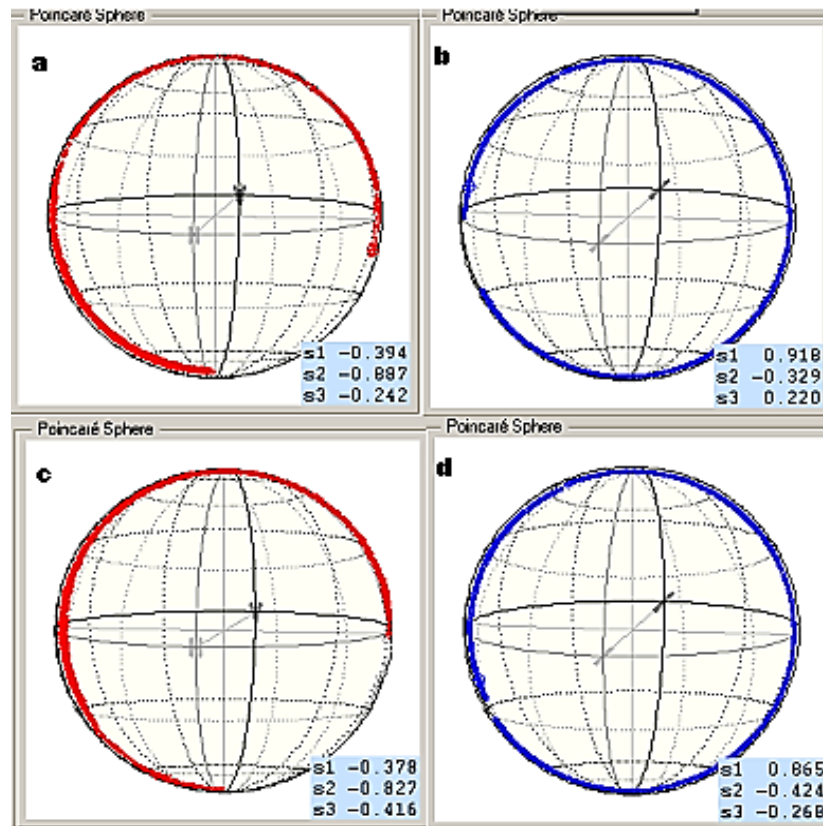 Poincaré Sphere
a
s1 -0.394
s2 -0.887
s3 -0.242
Poincaré Sphere
b
s1 0.918
s2 -0.329
s3 0.220
Poincaré Sphere
c
s1 -0.378
s2 -0.827
s3 -0.416
Poincaré Sphere
d
s1 0.865
s2 -0.424
s3 -0.268